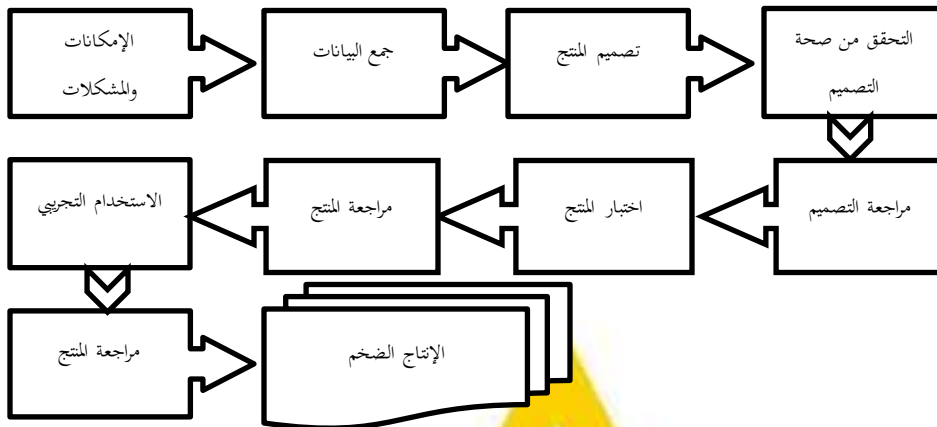 الإمكانات
والمشكلات
جمع البيانات
تصميم المنتج
التحقق من صحة
التصميم
مراجعة التصميم
اختبار المنتج
مراجعة المنتج
الاستخدام التجريبي
مراجعة المنتج
الإنتاج الضخم